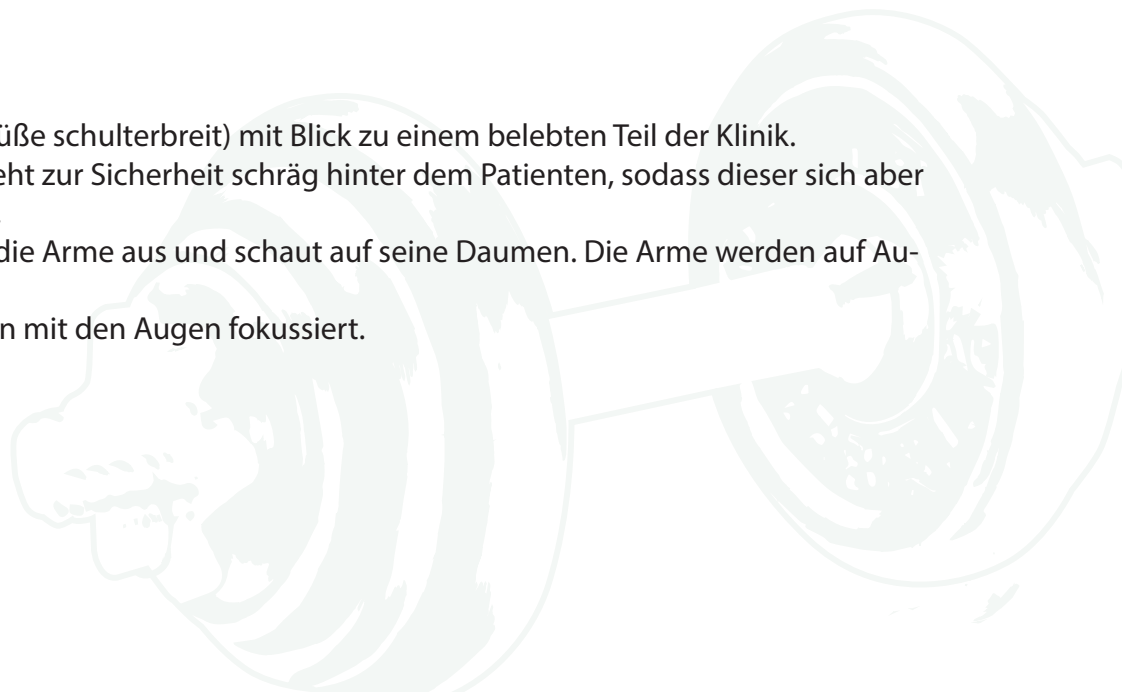 üße schulterbreit) mit Blick zu einem belebten Teil der Klinik.
eht zur Sicherheit schräg hinter dem Patienten, sodass dieser sich aber
die Arme aus und schaut auf seine Daumen. Die Arme werden auf Au-
n mit den Augen fokussiert.